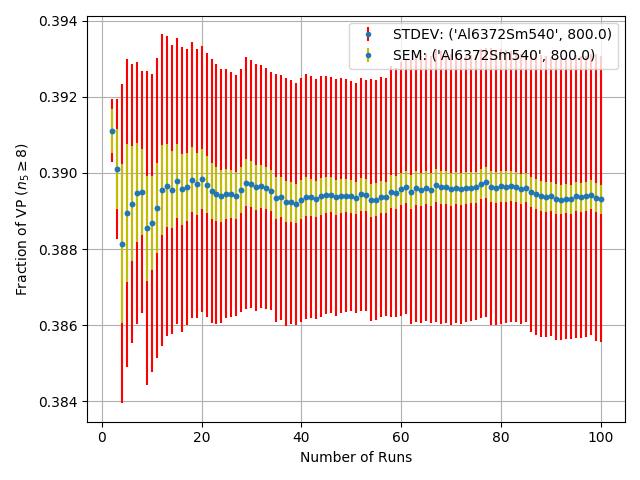 0.394
0.392
0.390
0.388
0.386
0.384
Fraction of VP (n₅ ≥ 8)
STDEV: ('Al6372Sm540', 800.0)
SEM: ('Al6372Sm540', 800.0)
0 20 40 60 80 100
Number of Runs